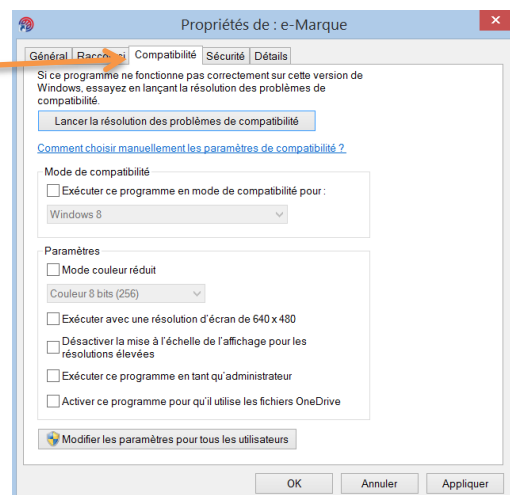 Propriétés de : e-Marque
Général Raccourci Compatibilité Sécurité Détails
Si ce programme ne fonctionne pas correctement sur cette version de
Windows, essayez en lançant la résolution des problèmes de
compatibilité.
Lancer la résolution des problèmes de compatibilité
Comment choisir manuellement les paramètres de compatibilité ?
Mode de compatibilité
Exécuter ce programme en mode de compatibilité pour :
Windows 8
Paramètres
Mode couleur réduit
Couleur 8 bits (256)
Exécuter avec une résolution d'écran de 640 x 480
Désactiver la mise à l'échelle de l'affichage pour les
résolutions élevées
Exécuter ce programme en tant qu'administrateur
Activer ce programme pour qu'il utilise les fichiers OneDrive
Modifier les paramètres pour tous les utilisateurs
OK Annuler Appliquer